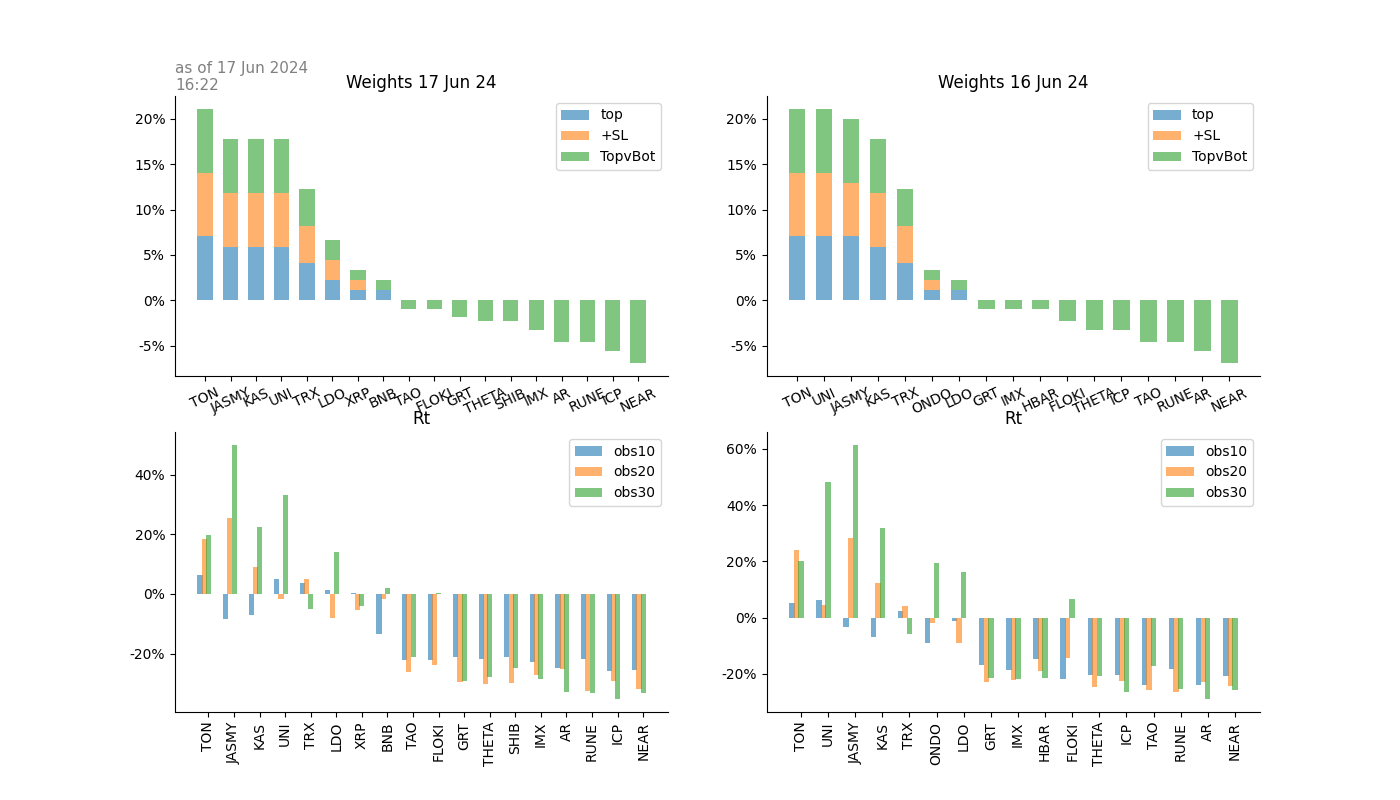 as of 17 Jun 2024
16:22
Weights 17 Jun 24
20%
15%
10%
5%
0%
-5%
top
+SL
TopvBot
TON JASMY KAS UNI TRX LDO XRP BNB TAO FLOKI GRT THETA SHIB IMX AR RUNE ICP NEAR
Weights 16 Jun 24
20%
15%
10%
5%
0%
-5%
top
+SL
TopvBot
TON UNI JASMY KAS TRX ONDO LDO GRT IMX HBAR FLOKI THETA ICP TAO RUNE AR NEAR
Rt
40%
20%
0%
-20%
obs10
obs20
obs30
TON JASMY KAS UNI TRX LDO XRP BNB TAO FLOKI GRT THETA SHIB IMX AR RUNE ICP NEAR
Rt
60%
40%
20%
0%
-20%
obs10
obs20
obs30
TON UNI JASMY KAS TRX ONDO LDO GRT IMX HBAR FLOKI THETA ICP TAO RUNE AR NEAR